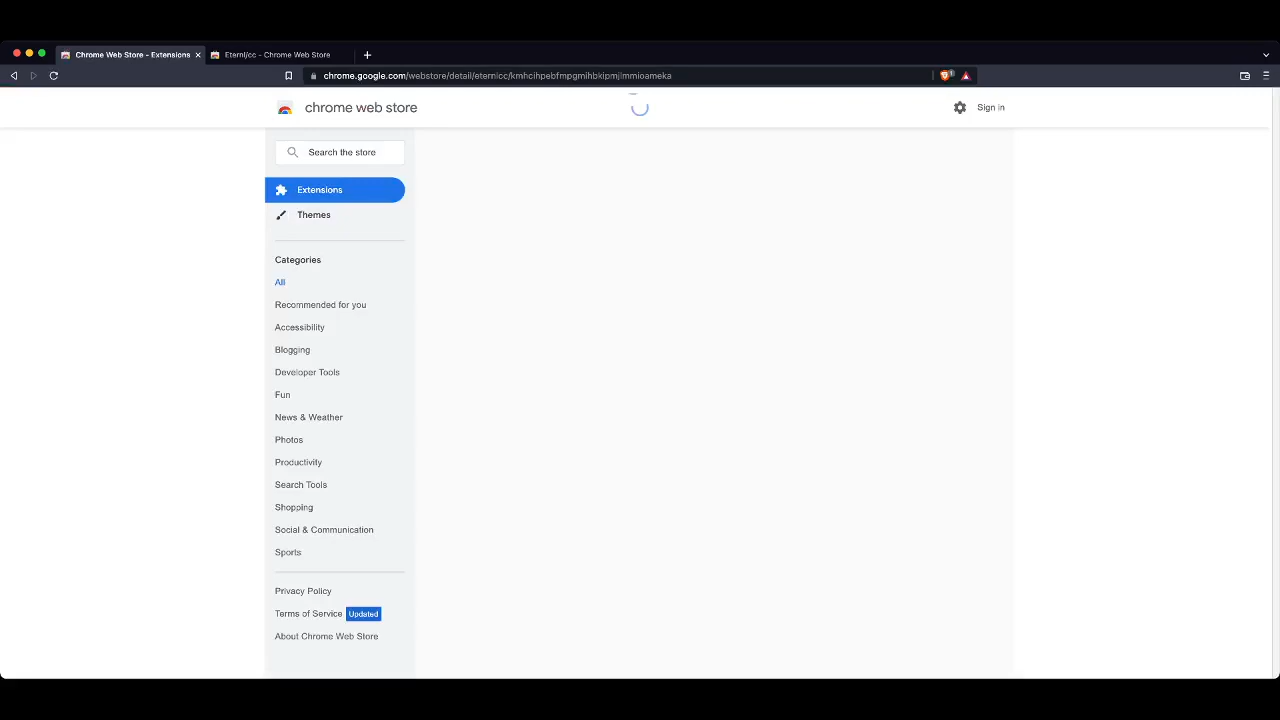 Chrome Web Store - Extensions
Eternl/cc - Chrome Web Store
chrome.google.com/webstore/detail/eternlcc/kmhcihpebfmpgmihbkipmjlmmioameka
chrome web store
Sign in
Search the store
Extensions
Themes
Categories
All
Recommended for you
Accessibility
Blogging
Developer Tools
Fun
News & Weather
Photos
Productivity
Search Tools
Shopping
Social & Communication
Sports
Privacy Policy
Terms of Service Updated
About Chrome Web Store